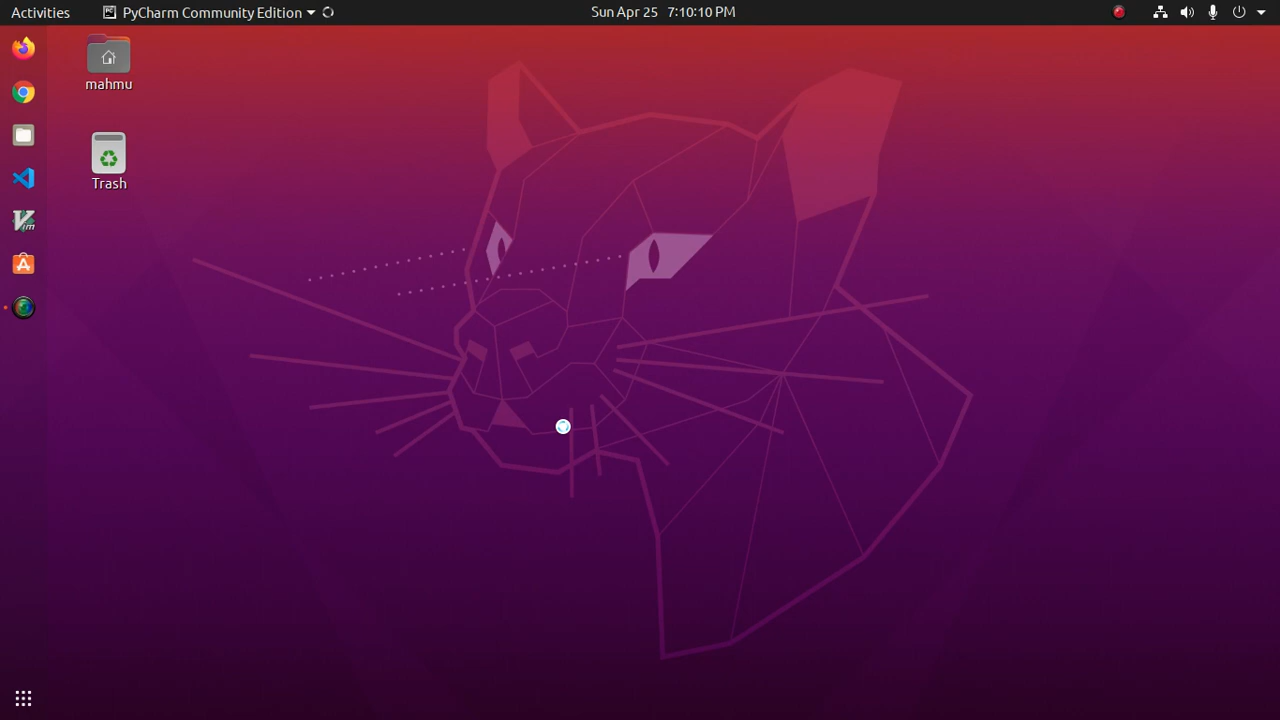 Activities
PyCharm Community Edition
Sun Apr 25 7:10:10 PM
mahmu
Trash